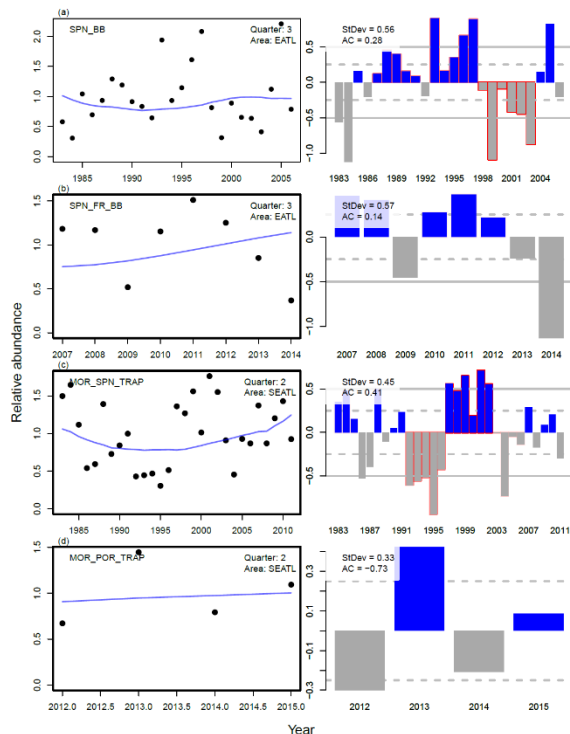 (a)
SPN_BB
Quarter: 3
Area: EATL
2.0
1.5
1.0
0.5
0.0
1985 1990 1995 2000 2005
StDev = 0.56
AC = 0.28
0.5
0.0
−0.5
−1.0
1983 1986 1989 1992 1995 1998 2001 2004
(b)
SPN_FR_BB
Quarter: 3
Area: EATL
1.5
1.0
0.5
0.0
2007 2008 2009 2010 2011 2012 2013 2014
StDev = 0.57
AC = 0.14
0.0
−0.5
−1.0
2007 2008 2009 2010 2011 2012 2013 2014
Relative abundance
(c)
MOR_SPN_TRAP
Quarter: 2
Area: SEATL
1.5
1.0
0.5
0.0
1985 1990 1995 2000 2005 2010
StDev = 0.45
AC = 0.41
0.5
0.0
−0.5
1983 1987 1991 1995 1999 2003 2007 2011
(d)
MOR_POR_TRAP
Quarter: 2
Area: SEATL
1.5
1.0
0.5
0.0
2012.0 2012.5 2013.0 2013.5 2014.0 2014.5 2015.0
StDev = 0.33
AC = −0.73
0.3
0.1
−0.1
−0.3
2012 2013 2014 2015
Year